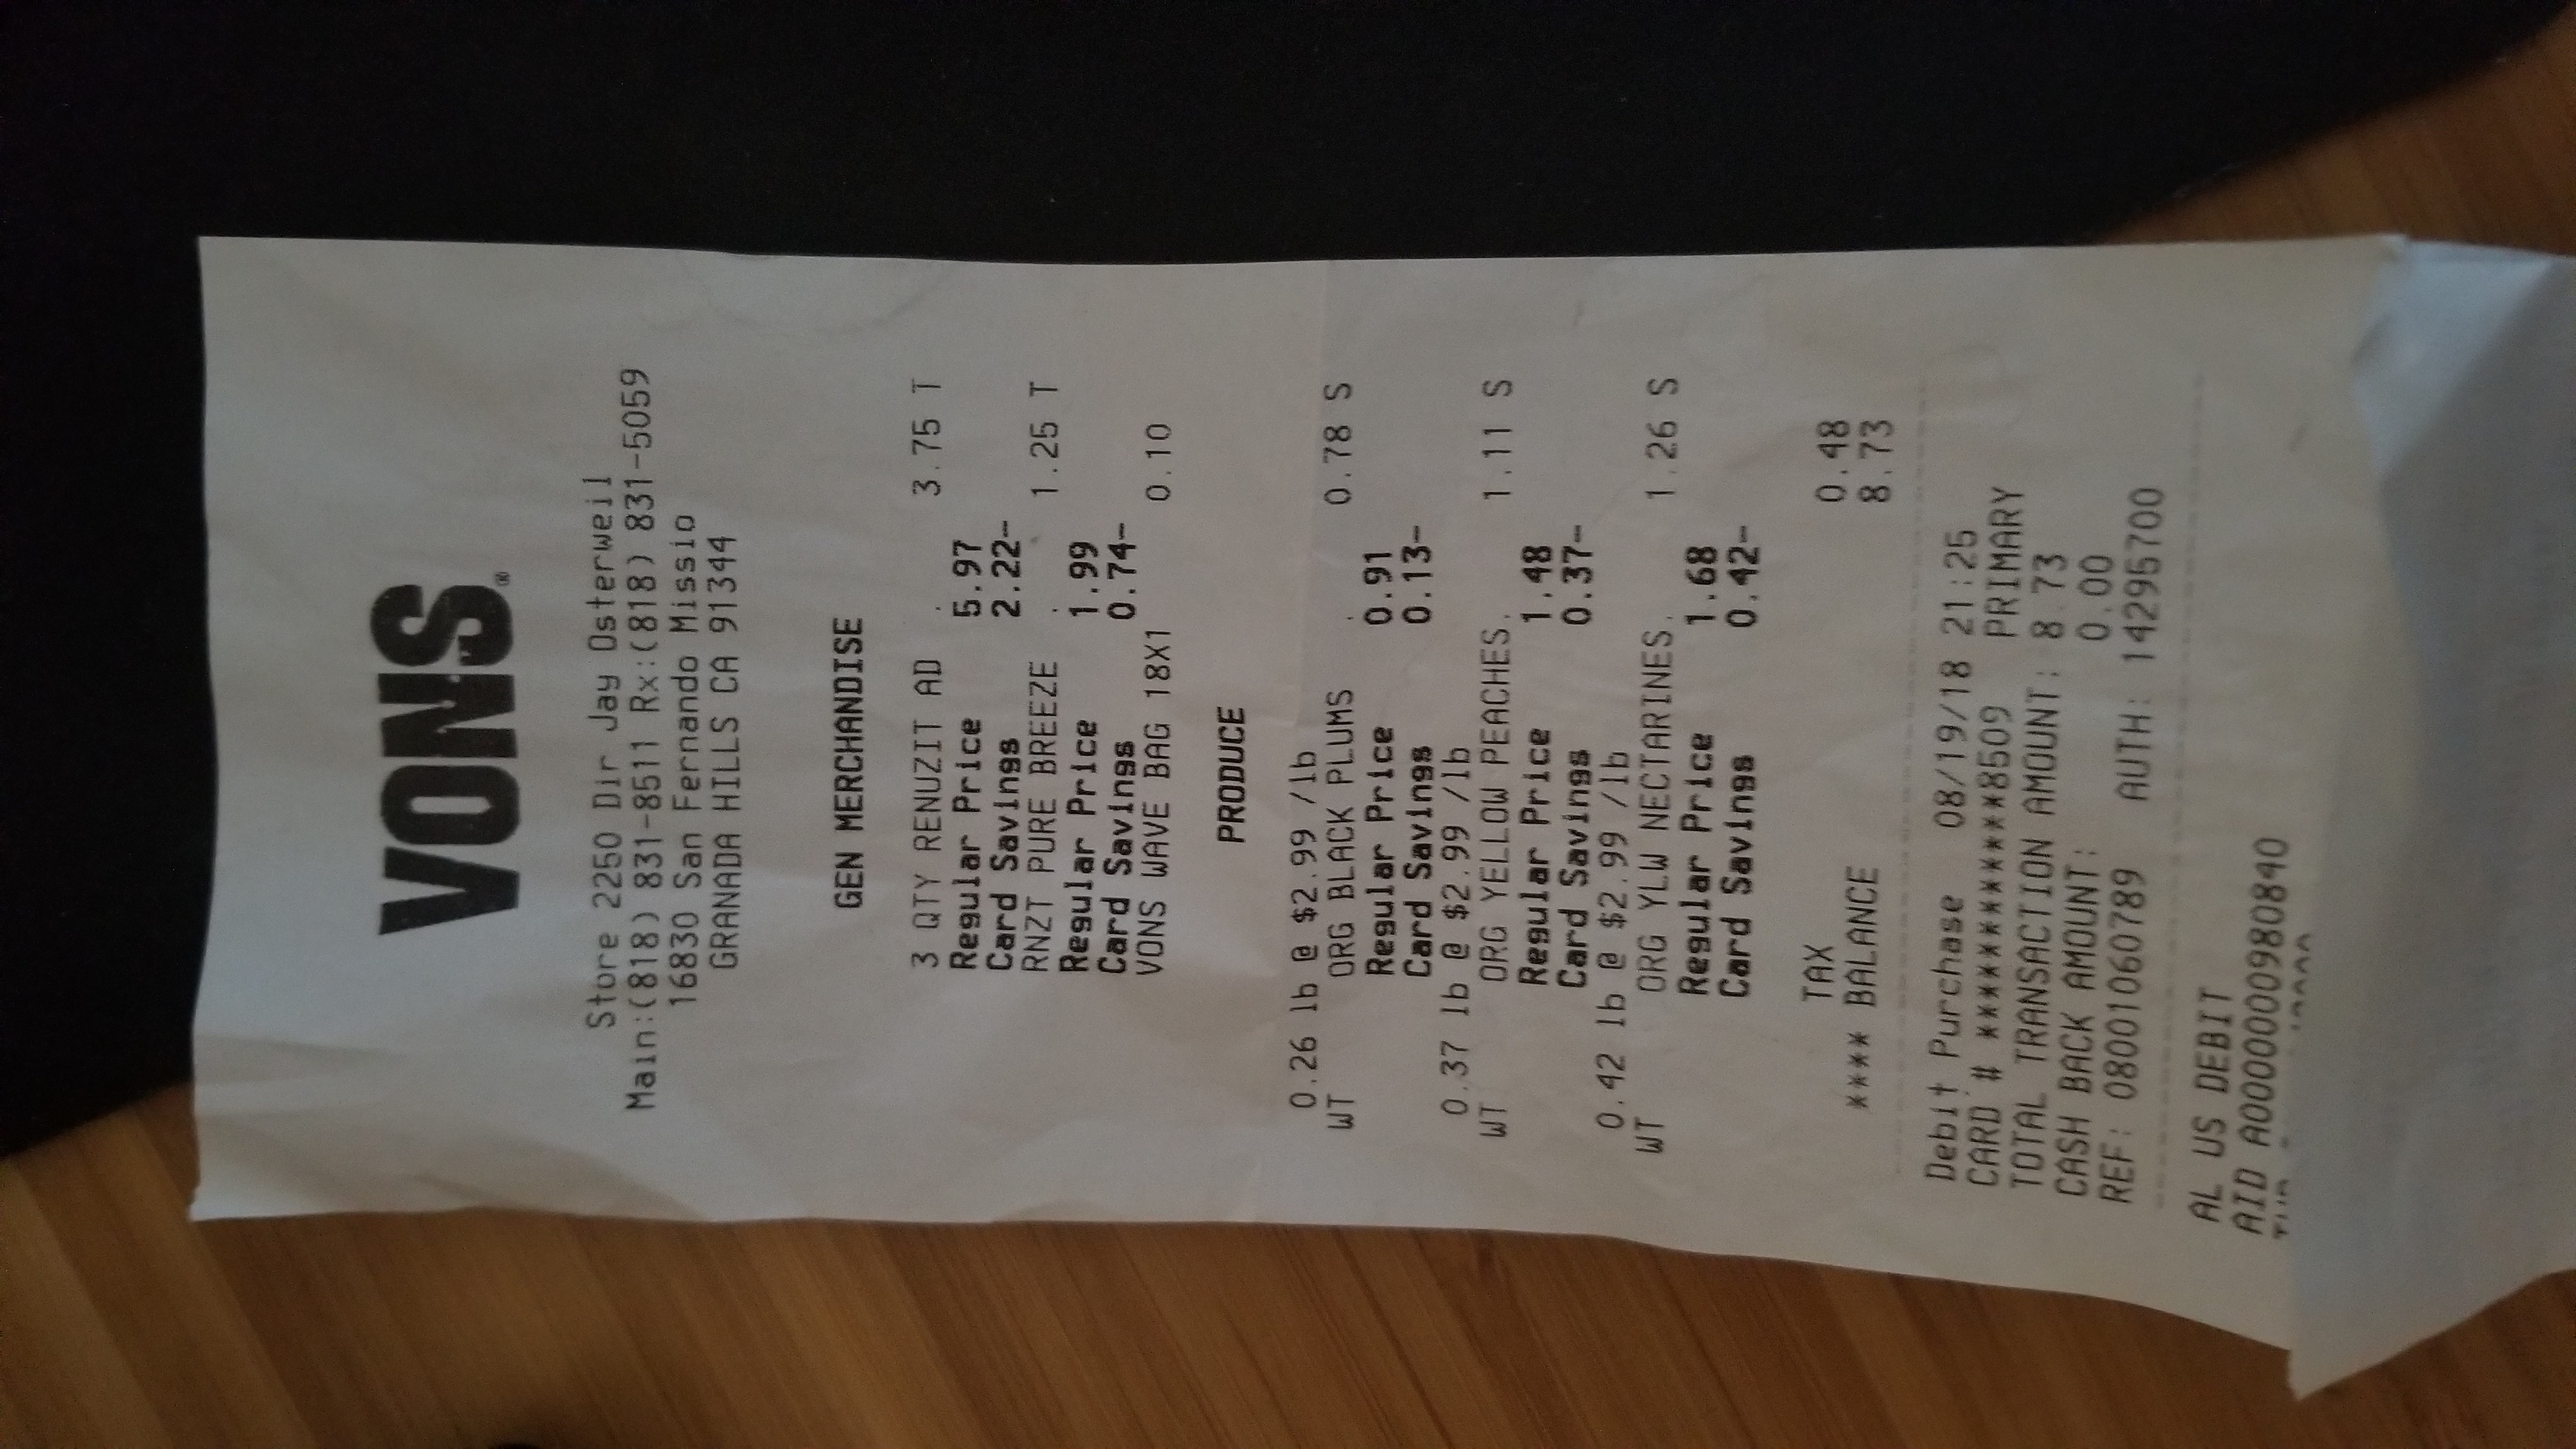 VONS®
Store 2250 Dir Jay Osterweil
Main:(818) 831-8511 Rx:(818) 831-5059
16830 San Fernando Missio
GRANADA HILLS CA 91344
GEN MERCHANDISE
3 QTY RENUZIT AD . 3.75 T
Regular Price 5.97
Card Savings 2.22-
RNZT PURE BREEZE . 1.25 T
Regular Price 1.99
Card Savings 0.74-
VONS WAVE BAG 18X1 0.10
PRODUCE
0.26 lb @ $2.99 /lb
WT ORG BLACK PLUMS . 0.78 S
Regular Price 0.91
Card Savings 0.13-
0.37 lb @ $2.99 /lb
WT ORG YELLOW PEACHES. 1.11 S
Regular Price 1.48
Card Savings 0.37-
0.42 lb @ $2.99 /lb
WT ORG YLW NECTARINES. 1.26 S
Regular Price 1.68
Card Savings 0.42-
TAX 0.48
**** BALANCE 8.73
Debit Purchase 08/19/18 21:25
CARD # ************8509 PRIMARY
TOTAL TRANSACTION AMOUNT: 8.73
CASH BACK AMOUNT: 0.00
REF: 08001060789 AUTH: 14295700
AL US DEBIT
AID A0000000980840